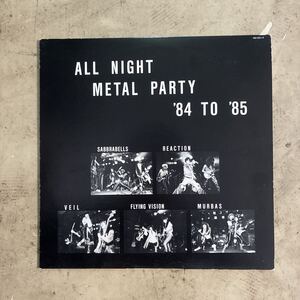 ALL NIGHT
METAL PARTY
'84 TO '85
SABBRABELLS
REACTION
VEIL
FLYING VISION
MURBAS